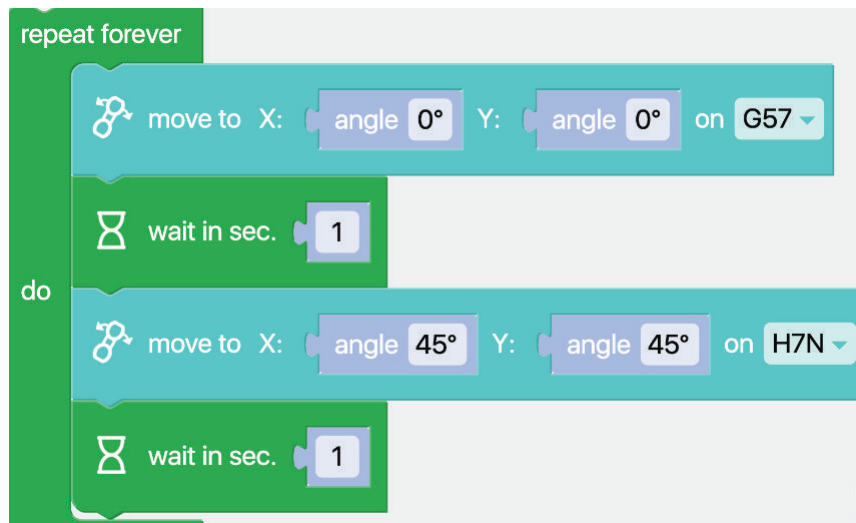 repeat forever
move to X: angle 0° Y: angle 0° on G57
wait in sec. 1
do
move to X: angle 45° Y: angle 45° on H7N
wait in sec. 1